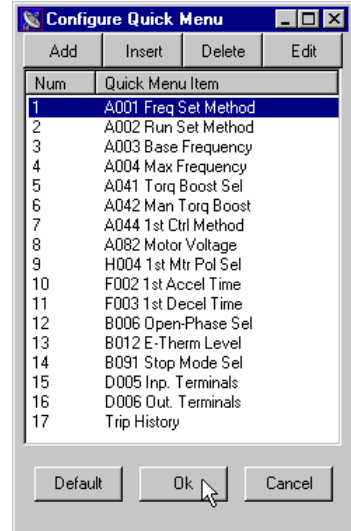 Configure Quick Menu
Add Insert Delete Edit
Num Quick Menu Item
1 A001 Freq Set Method
2 A002 Run Set Method
3 A003 Base Frequency
4 A004 Max Frequency
5 A041 Torq Boost Sel
6 A042 Man Torq Boost
7 A044 1st Ctrl Method
8 A082 Motor Voltage
9 H004 1st Mtr Pol Sel
10 F002 1st Accel Time
11 F003 1st Decel Time
12 B006 Open-Phase Sel
13 B012 E-Therm Level
14 B091 Stop Mode Sel
15 D005 Inp. Terminals
16 D006 Out. Terminals
17 Trip History
Default Ok Cancel